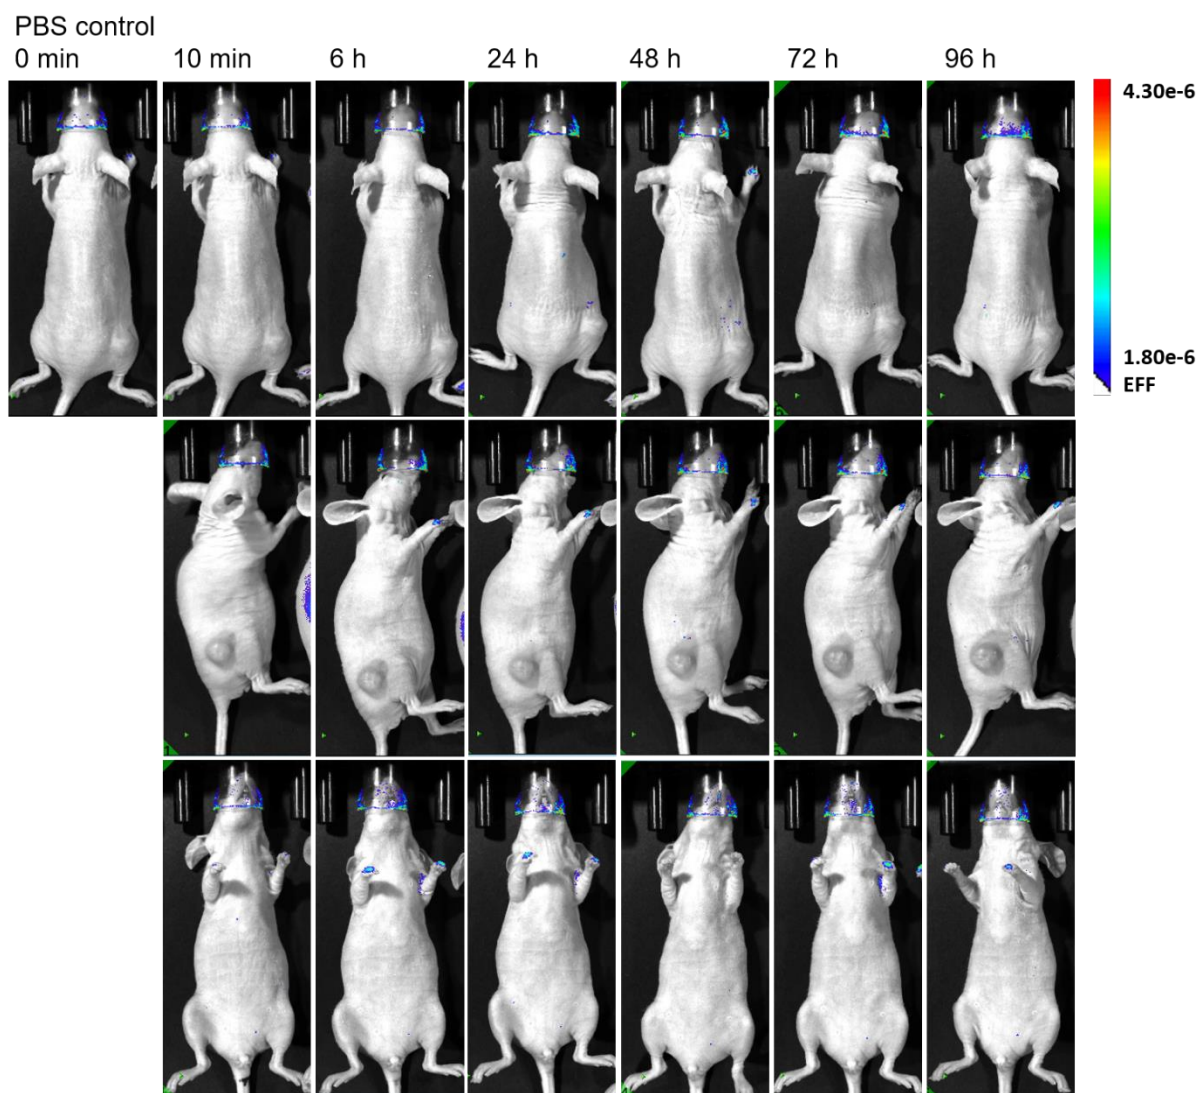 PBS control
0 min
10 min
6 h
24 h
48 h
72 h
96 h
4.30e-6
1.80e-6
EFF